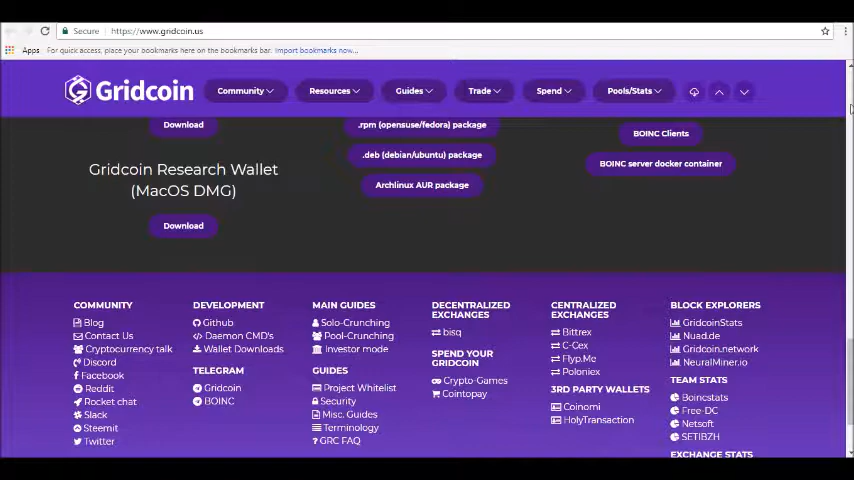 Secure https://www.gridcoin.us
Apps For quick access, place your bookmarks here on the bookmarks bar. Import bookmarks now...
Gridcoin Community Resources Guides Trade Spend Pools/Stats
Download
Gridcoin Research Wallet
(MacOS DMG)
Download
.rpm (opensuse/fedora) package
.deb (debian/ubuntu) package
Archlinux AUR package
BOINC Clients
BOINC server docker container
COMMUNITY
Blog
Contact Us
Cryptocurrency talk
Discord
Facebook
Reddit
Rocket chat
Slack
Steemit
Twitter
DEVELOPMENT
Github
Daemon CMD's
Wallet Downloads
TELEGRAM
Gridcoin
BOINC
MAIN GUIDES
Solo-Crunching
Pool-Crunching
Investor mode
GUIDES
Project Whitelist
Security
Misc. Guides
Terminology
GRC FAQ
DECENTRALIZED
EXCHANGES
bisq
SPEND YOUR
GRIDCOIN
Crypto-Games
Cointopay
CENTRALIZED
EXCHANGES
Bittrex
C-Cex
Flyp.Me
Poloniex
3RD PARTY WALLETS
Coinomi
HolyTransaction
BLOCK EXPLORERS
GridcoinStats
Nuad.de
Gridcoin.network
NeuralMiner.io
TEAM STATS
Boincstats
Free-DC
Netsoft
SETIBZH
EXCHANGE STATS